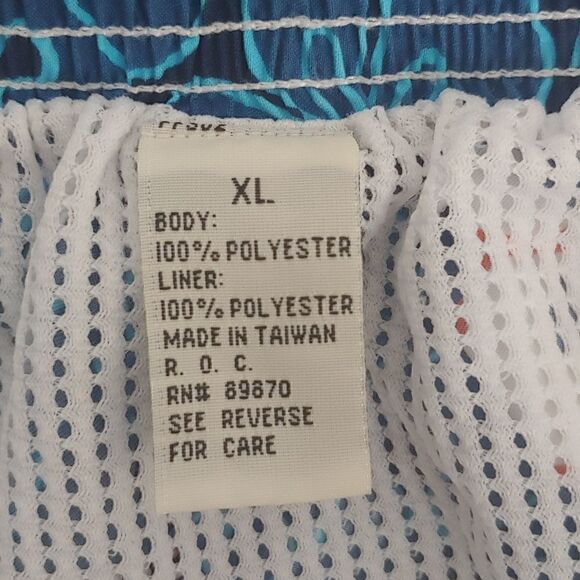 XL
BODY:
100% POLYESTER
LINER:
100% POLYESTER
MADE IN TAIWAN
R. O. C.
RN# 89870
SEE REVERSE
FOR CARE